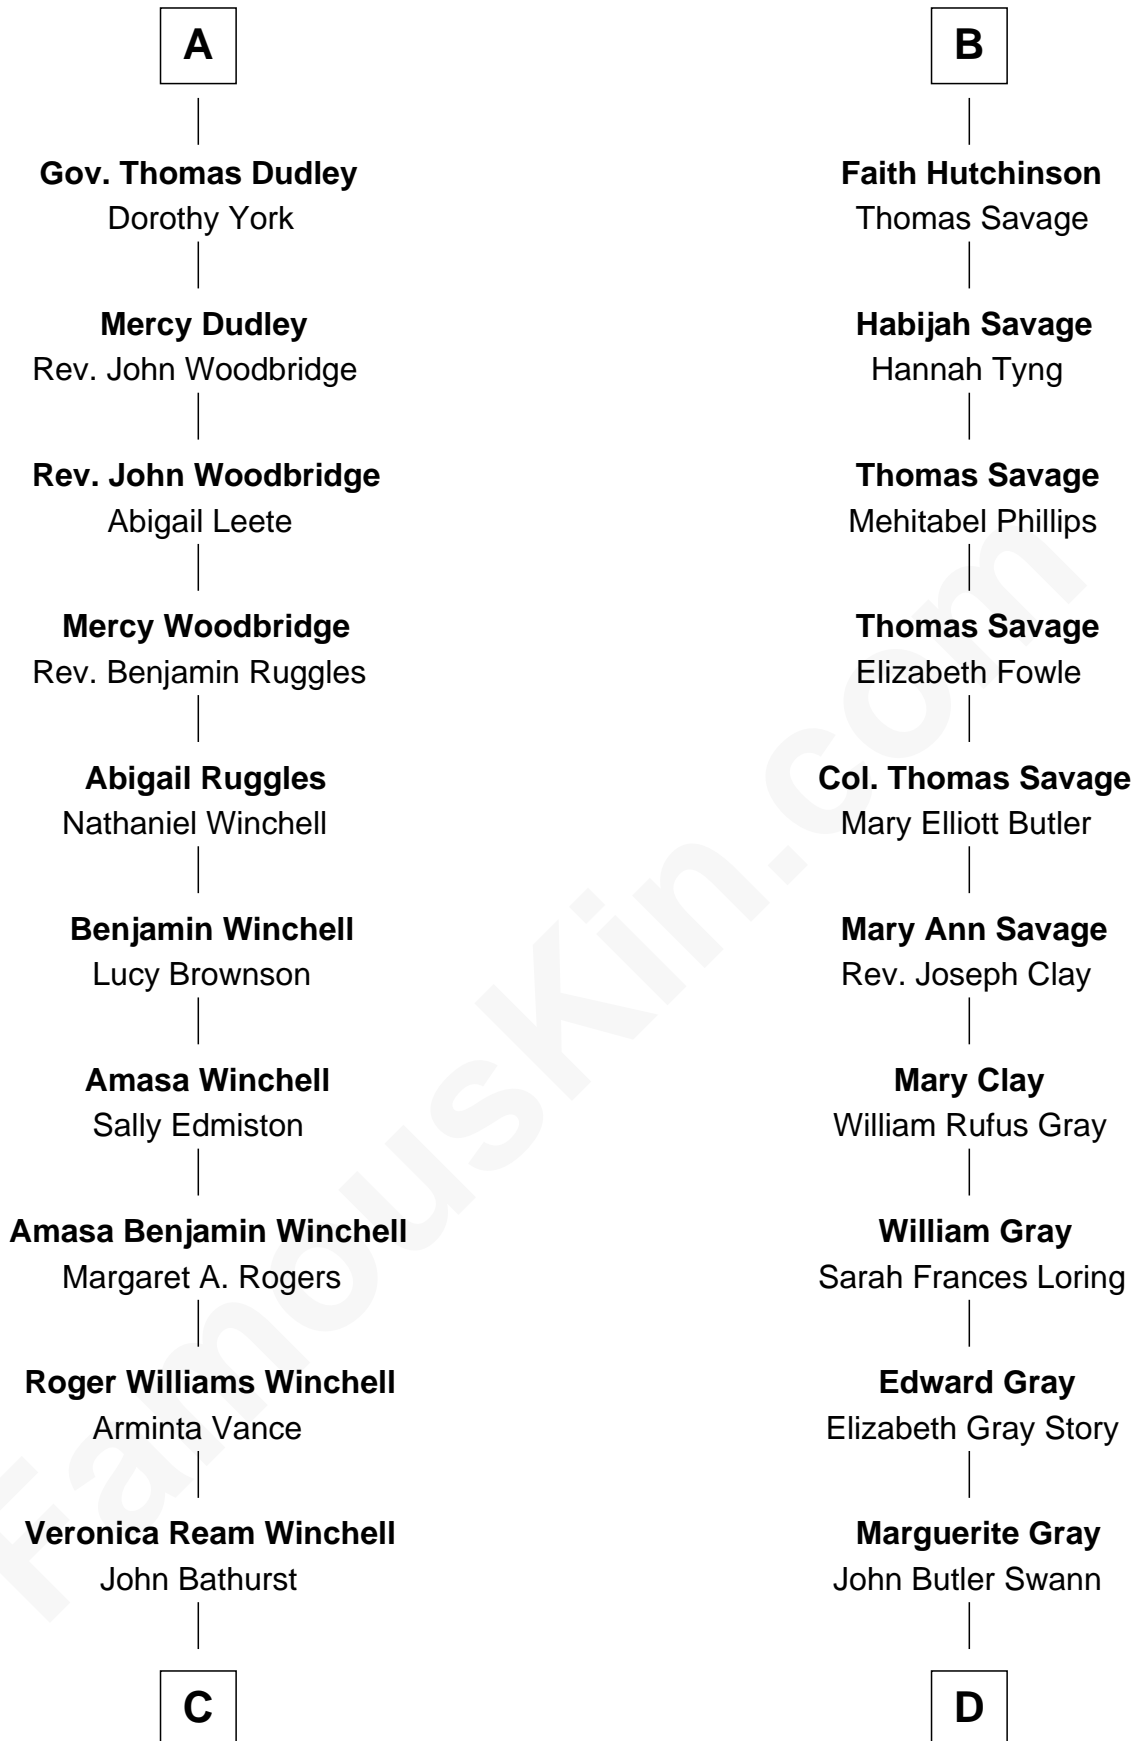 A
Gov. Thomas Dudley
Dorothy York
Mercy Dudley
Rev. John Woodbridge
Rev. John Woodbridge
Abigail Leete
Mercy Woodbridge
Rev. Benjamin Ruggles
Abigail Ruggles
Nathaniel Winchell
Benjamin Winchell
Lucy Brownson
Amasa Winchell
Sally Edmiston
Amasa Benjamin Winchell
Margaret A. Rogers
Roger Williams Winchell
Arminta Vance
Veronica Ream Winchell
John Bathurst
C
B
Faith Hutchinson
Thomas Savage
Habijah Savage
Hannah Tyng
Thomas Savage
Mehitabel Phillips
Thomas Savage
Elizabeth Fowle
Col. Thomas Savage
Mary Elliott Butler
Mary Ann Savage
Rev. Joseph Clay
Mary Clay
William Rufus Gray
William Gray
Sarah Frances Loring
Edward Gray
Elizabeth Gray Story
Marguerite Gray
John Butler Swann
D
FamousKin.com